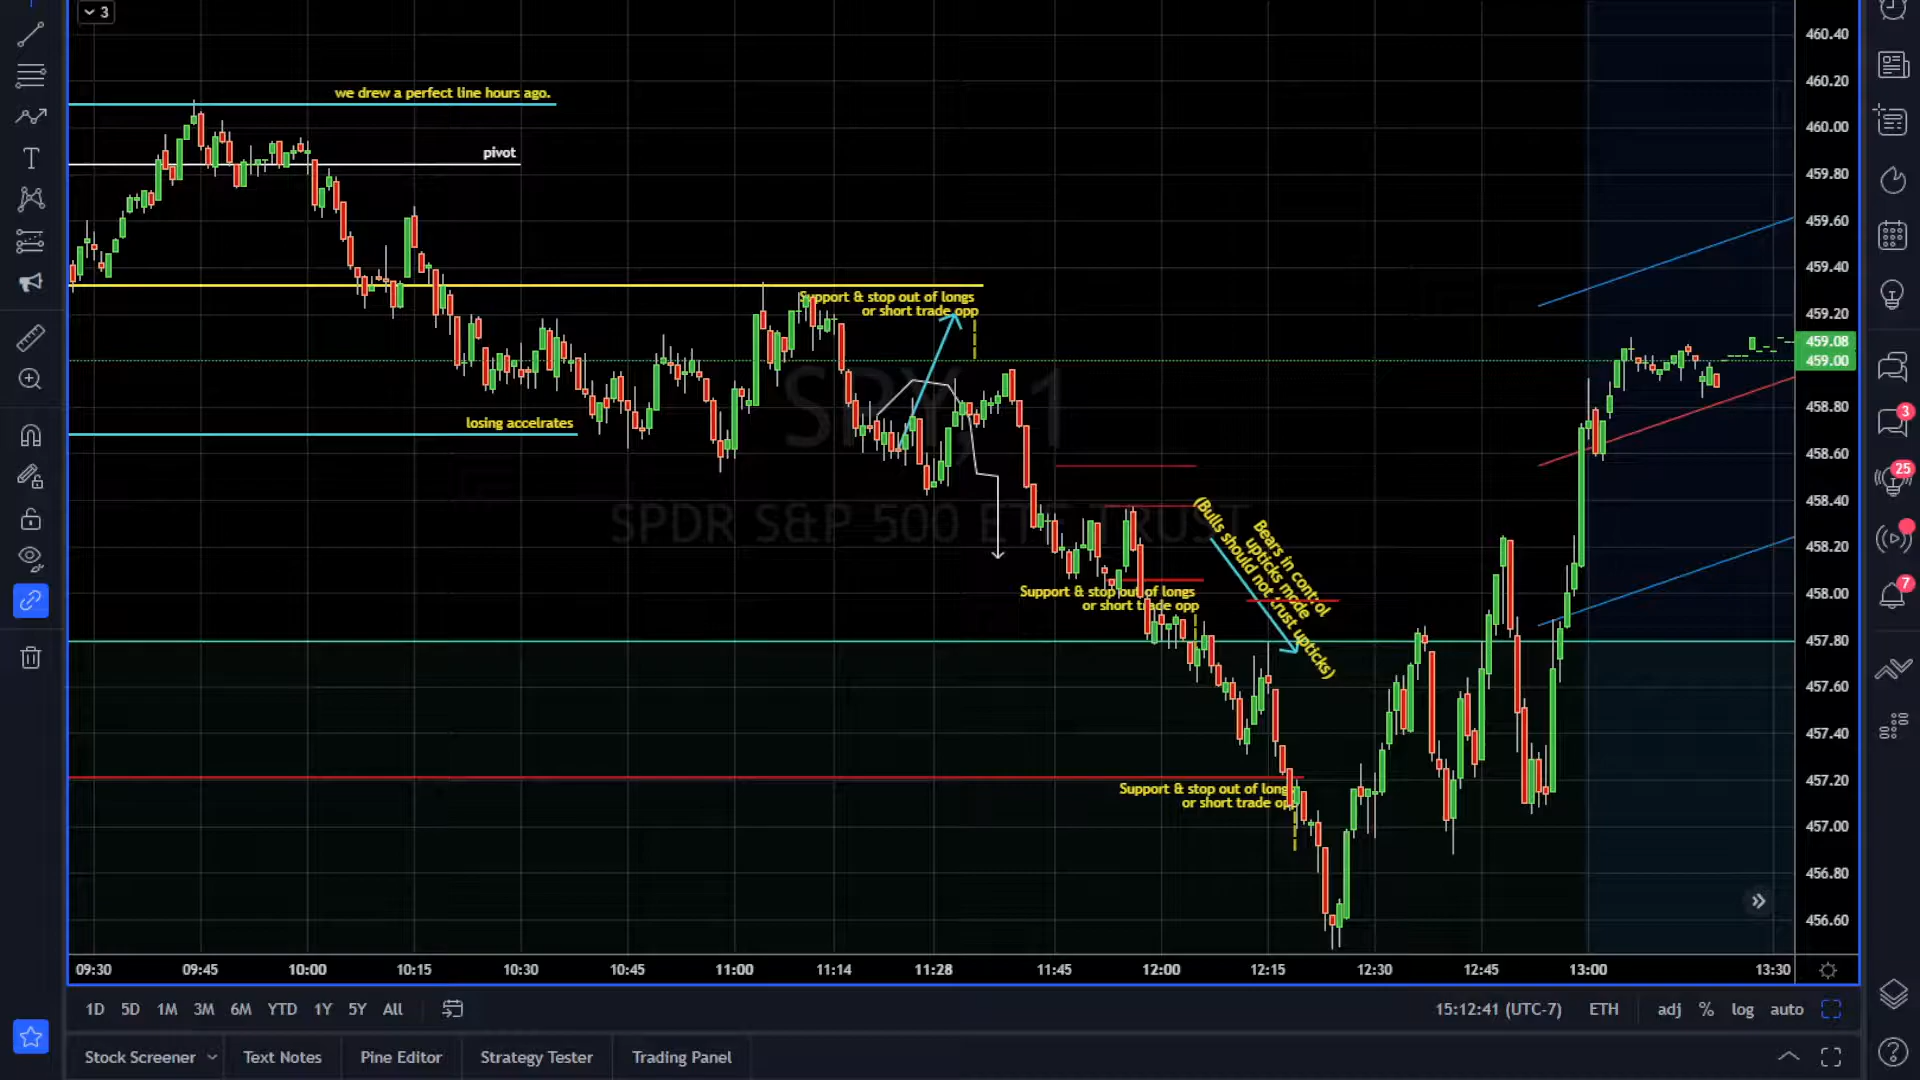 3
460.40
460.20
460.00
459.80
459.60
459.40
459.20
459.08
459.00
458.80
458.60
458.40
458.20
458.00
457.80
457.60
457.40
457.20
457.00
456.80
456.60
we drew a perfect line hours ago.
pivot
Support & stop out of longs
or short trade opp
losing accelrates
SPY, 1
SPDR S&P 500 ETF TRUST
(Bulls should not trust upticks)
Bears in control
upticks mode
Support & stop out of longs
or short trade opp
Support & stop out of longs
or short trade opp
3
25
7
09:30 09:45 10:00 10:15 10:30 10:45 11:00 11:14 11:28 11:45 12:00 12:15 12:30 12:45 13:00 13:30
1D 5D 1M 3M 6M YTD 1Y 5Y All 15:12:41 (UTC-7) ETH adj % log auto
Stock Screener Text Notes Pine Editor Strategy Tester Trading Panel